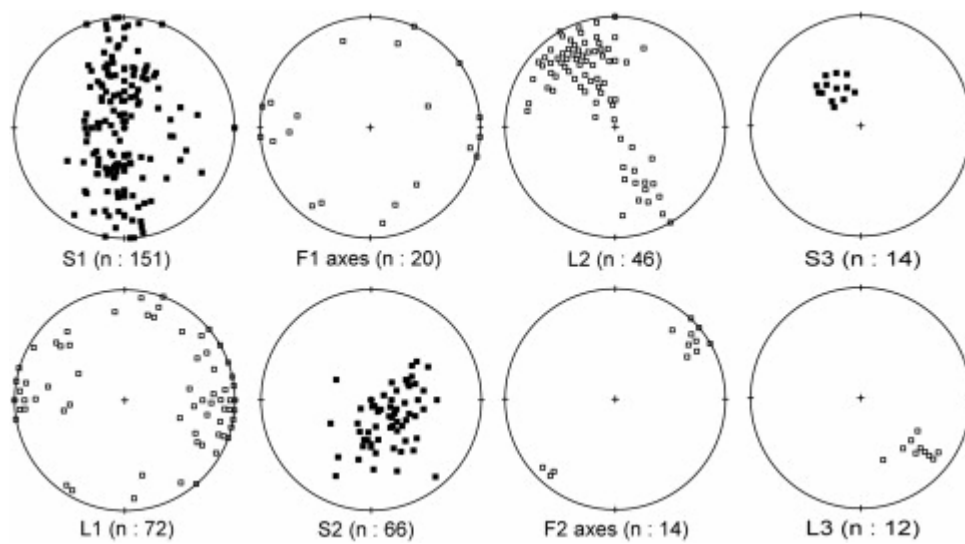 S1 (n : 151)
F1 axes (n : 20)
L2 (n : 46)
S3 (n : 14)
L1 (n : 72)
S2 (n : 66)
F2 axes (n : 14)
L3 (n : 12)